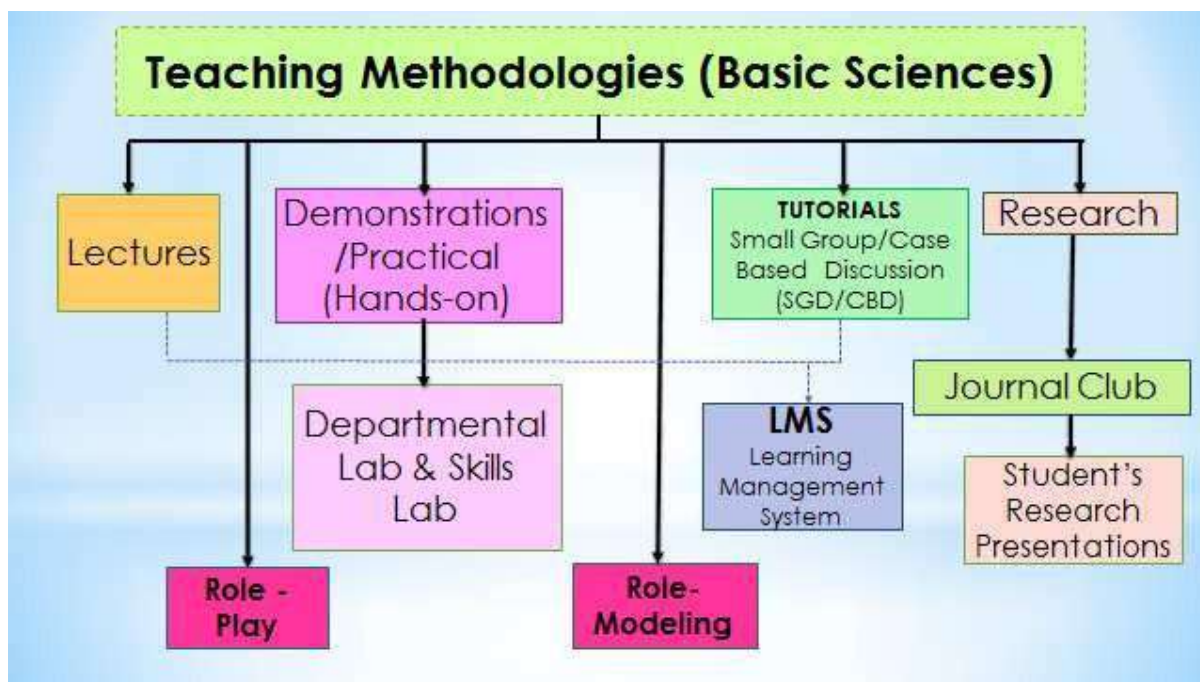 Teaching Methodologies (Basic Sciences)
Lectures
Demonstrations
/Practical
(Hands-on)
TUTORIALS
Small Group/Case
Based Discussion
(SGD/CBD)
Research
Departmental
Lab & Skills
Lab
LMS
Learning
Management
System
Journal Club
Student’s
Research
Presentations
Role -
Play
Role-
Modeling